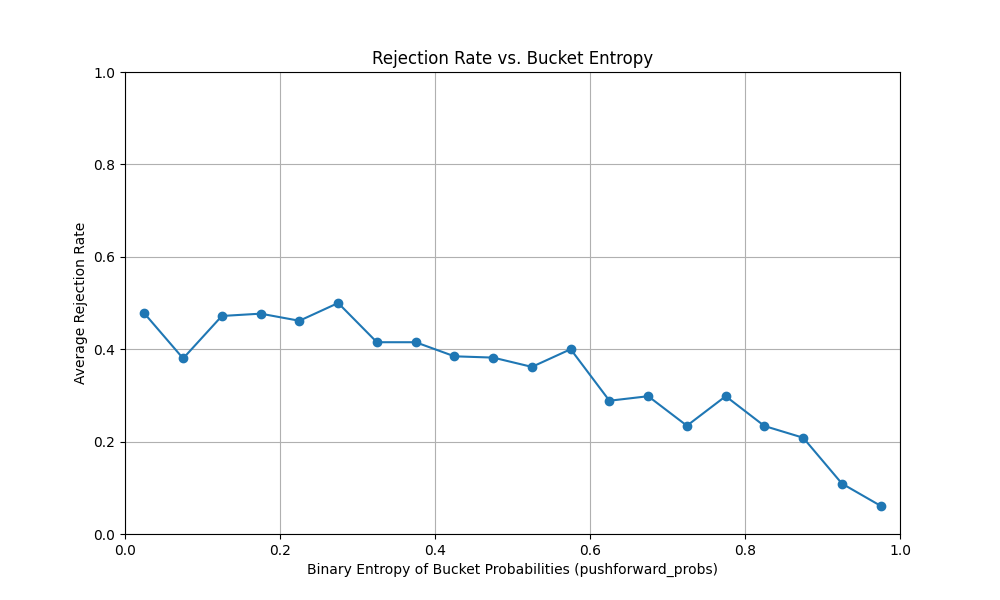 Rejection Rate vs. Bucket Entropy
1.0
0.8
0.6
0.4
0.2
0.0
Average Rejection Rate
0.0 0.2 0.4 0.6 0.8 1.0
Binary Entropy of Bucket Probabilities (pushforward_probs)